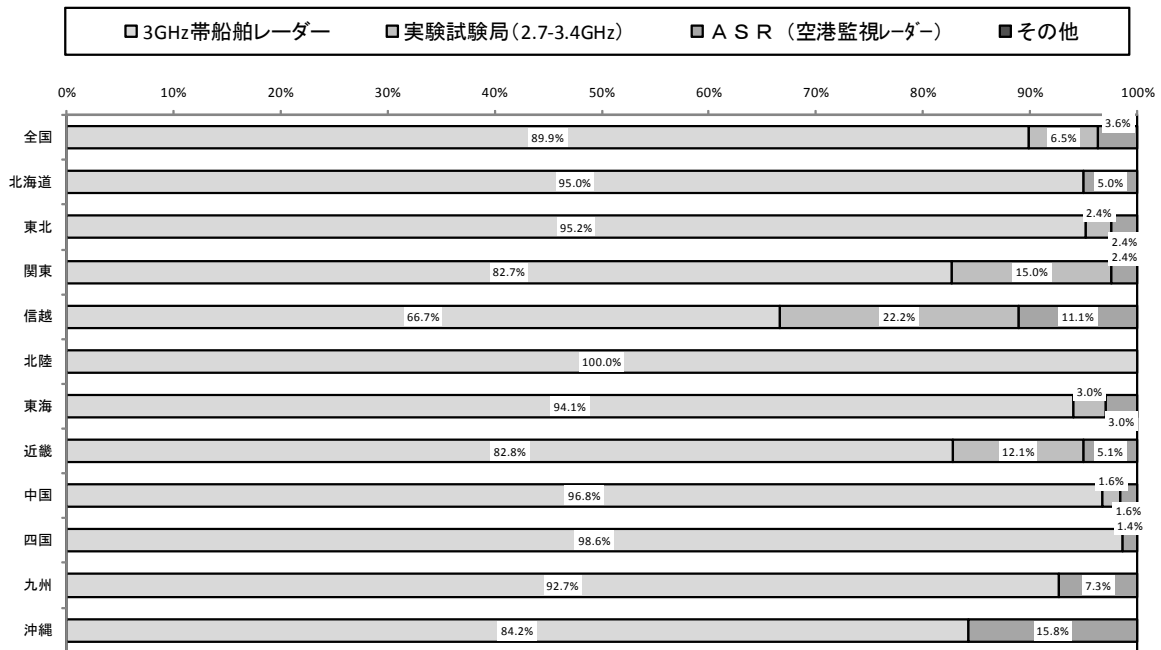 3GHz帯船舶レーダー 実験試験局(2.7-3.4GHz) ASR(空港監視レーダー) その他
0% 10% 20% 30% 40% 50% 60% 70% 80% 90% 100%
全国 89.9% 6.5% 3.6%
北海道 95.0% 5.0%
東北 95.2% 2.4% 2.4%
関東 82.7% 15.0% 2.4%
信越 66.7% 22.2% 11.1%
北陸 100.0%
東海 94.1% 3.0% 3.0%
近畿 82.8% 12.1% 5.1%
中国 96.8% 1.6% 1.6%
四国 98.6% 1.4%
九州 92.7% 7.3%
沖縄 84.2% 15.8%